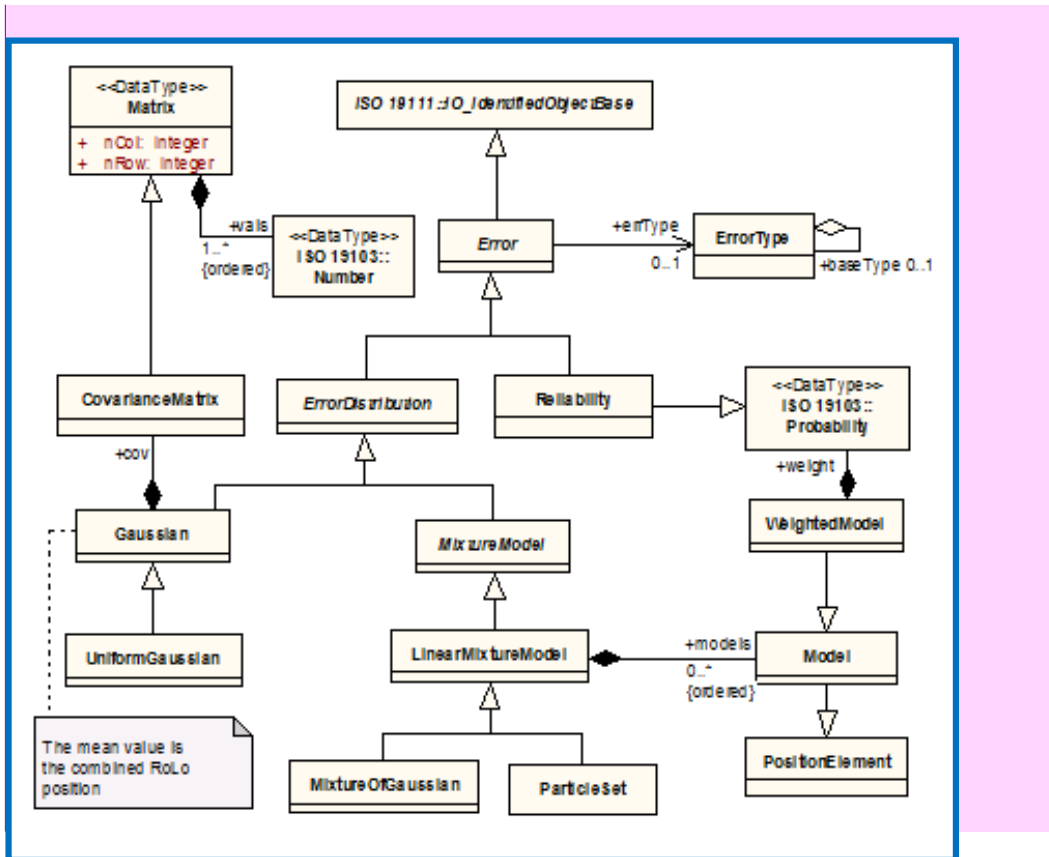 <<DataType>>
Matrix
+ nCol: Integer
+ nRow: Integer
ISO 19111::IO_IdentifiedObjectBase
+vals
1..*
{ordered}
<<DataType>>
ISO 19103::
Number
Error
+errType
0..1
ErrorType
+baseType 0..1
CovarianceMatrix
ErrorDistribution
Reliability
<<DataType>>
ISO 19103::
Probability
+cov
+weight
Gaussian
MixtureModel
WeightedModel
UniformGaussian
LinearMixtureModel
+models
0..*
{ordered}
Model
The mean value is
the combined RoLo
position
MixtureOfGaussian
ParticleSet
PositionElement